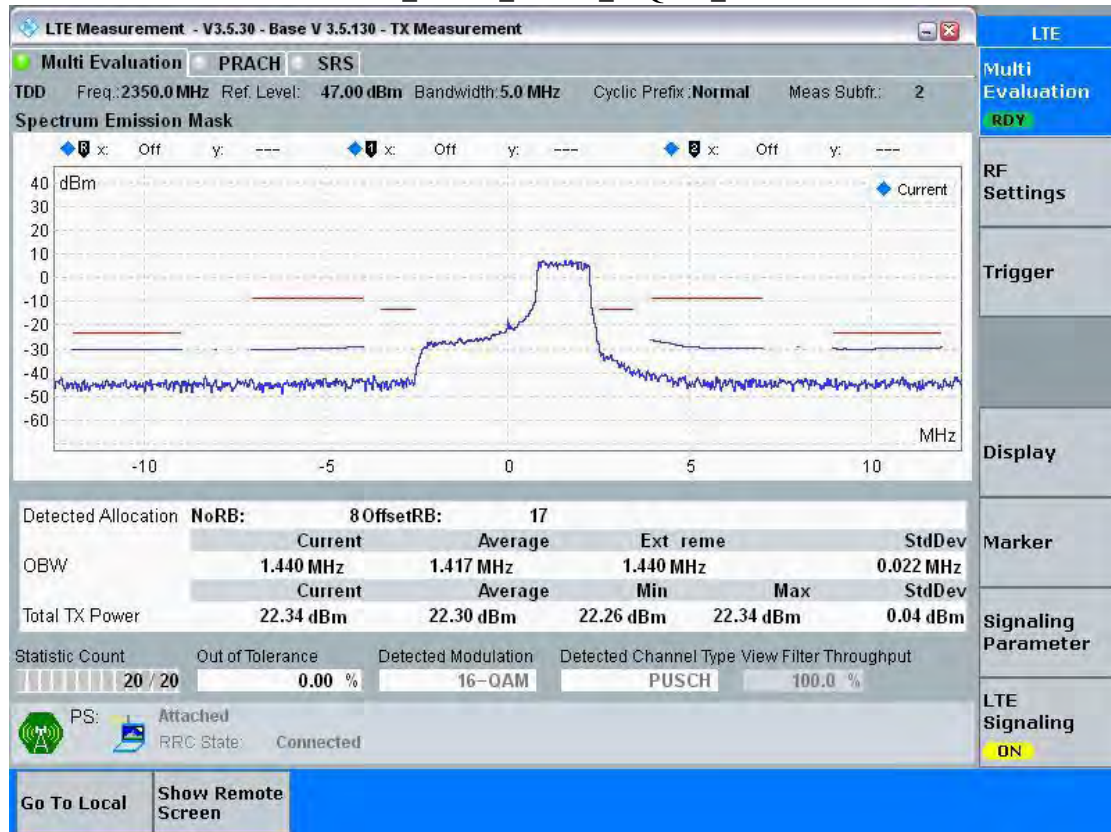 LTE Measurement - V3.5.30 - Base V 3.5.130 - TX Measurement
LTE
Multi Evaluation PRACH SRS
Multi Evaluation
RDY
TDD Freq.:2350.0 MHz Ref. Level: 47.00 dBm Bandwidth:5.0 MHz Cyclic Prefix :Normal Meas Subfr.: 2
Spectrum Emission Mask
R x: Off y: --- 1 x: Off y: --- 2 x: Off y: ---
RF Settings
dBm
Current
40
30
20
10
0
-10
-20
-30
-40
-50
-60
MHz
-10 -5 0 5 10
Trigger
Display
Detected Allocation NoRB: 8 OffsetRB: 17
Current Average Ext reme StdDev
OBW 1.440 MHz 1.417 MHz 1.440 MHz 0.022 MHz
Current Average Min Max StdDev
Total TX Power 22.34 dBm 22.30 dBm 22.26 dBm 22.34 dBm 0.04 dBm
Marker
Signaling Parameter
Statistic Count Out of Tolerance Detected Modulation Detected Channel Type View Filter Throughput
20 / 20 0.00 % 16-QAM PUSCH 100.0 %
PS: Attached
RRC State: Connected
LTE Signaling
ON
Go To Local
Show Remote Screen